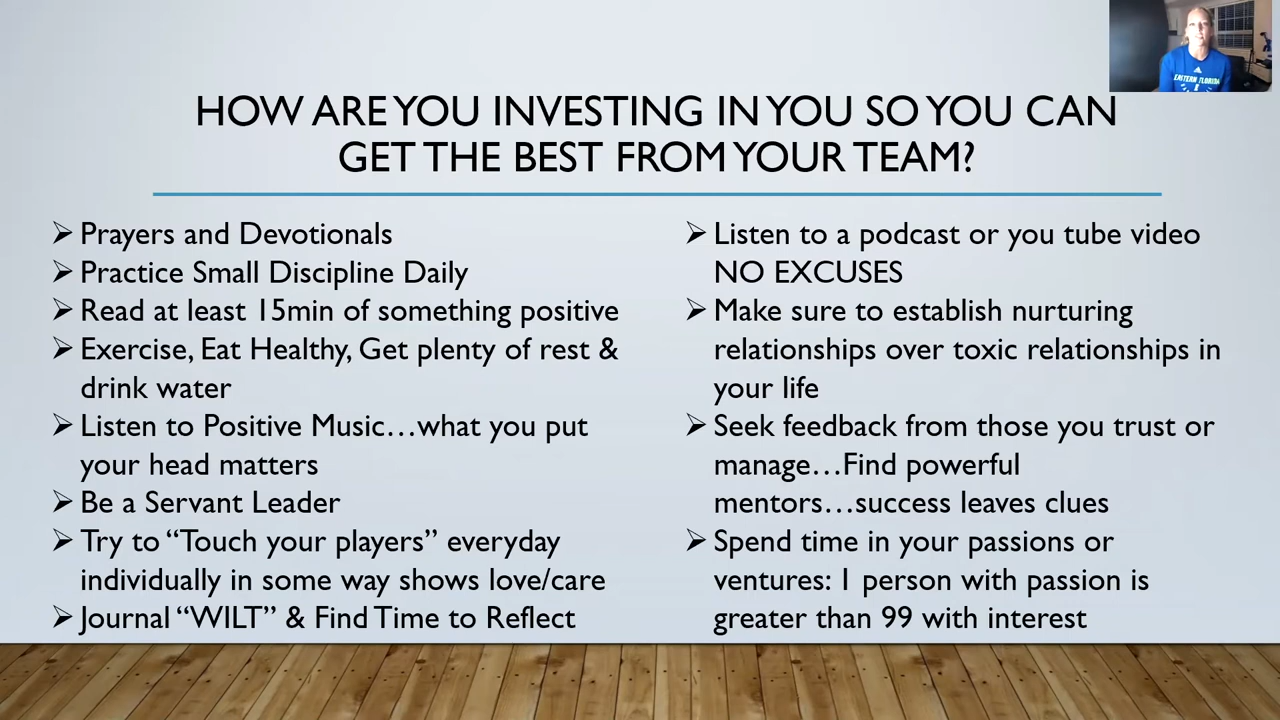 EASTERN FLORIDA
HOW ARE YOU INVESTING IN YOU SO YOU CAN
GET THE BEST FROM YOUR TEAM?
➢ Prayers and Devotionals
➢ Practice Small Discipline Daily
➢ Read at least 15min of something positive
➢ Exercise, Eat Healthy, Get plenty of rest &
drink water
➢ Listen to Positive Music…what you put
your head matters
➢ Be a Servant Leader
➢ Try to “Touch your players” everyday
individually in some way shows love/care
➢ Journal “WILT” & Find Time to Reflect
➢ Listen to a podcast or you tube video
NO EXCUSES
➢ Make sure to establish nurturing
relationships over toxic relationships in
your life
➢ Seek feedback from those you trust or
manage…Find powerful
mentors…success leaves clues
➢ Spend time in your passions or
ventures: 1 person with passion is
greater than 99 with interest